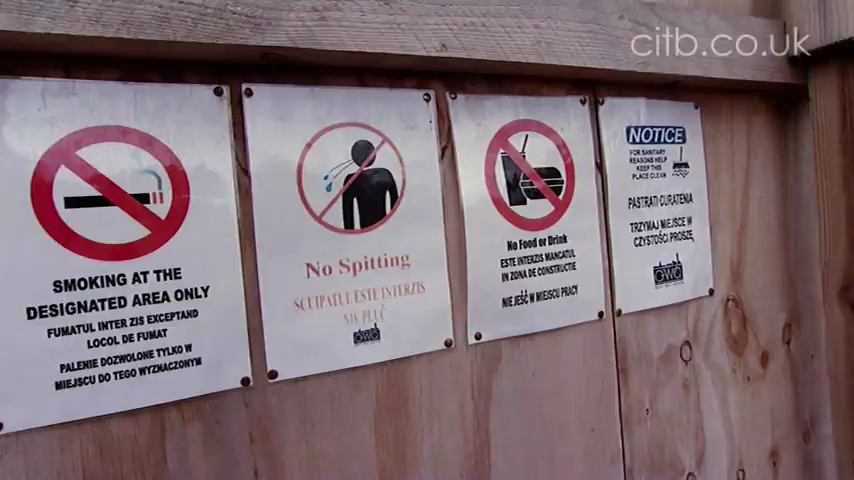 citb.co.uk
SMOKING AT THE
DESIGNATED AREA ONLY
FUMATUL INTERZIS EXCEPTAND
LOCOL DE FUMAT
PALENIE DOZWOLONE TYLKO W
MIEJSCU DO TEGO WYZNACZONYM
No Spitting
SCUIPATUL ESTE INTERZIS
PLUĆ
No Food or Drink
ESTE INTERZIS MANCATUL
IN ZONA DE CONSTRUCTIE
NIE JEŚĆ W MIEJSCU PRACY
NOTICE
FOR SANITARY
REASONS HELP
KEEP THIS
PLACE CLEAN
PASTRATI CURATENIA
TRZYMAJ MIEJSCE W
CZYSTOŚCI PROSZĘ,